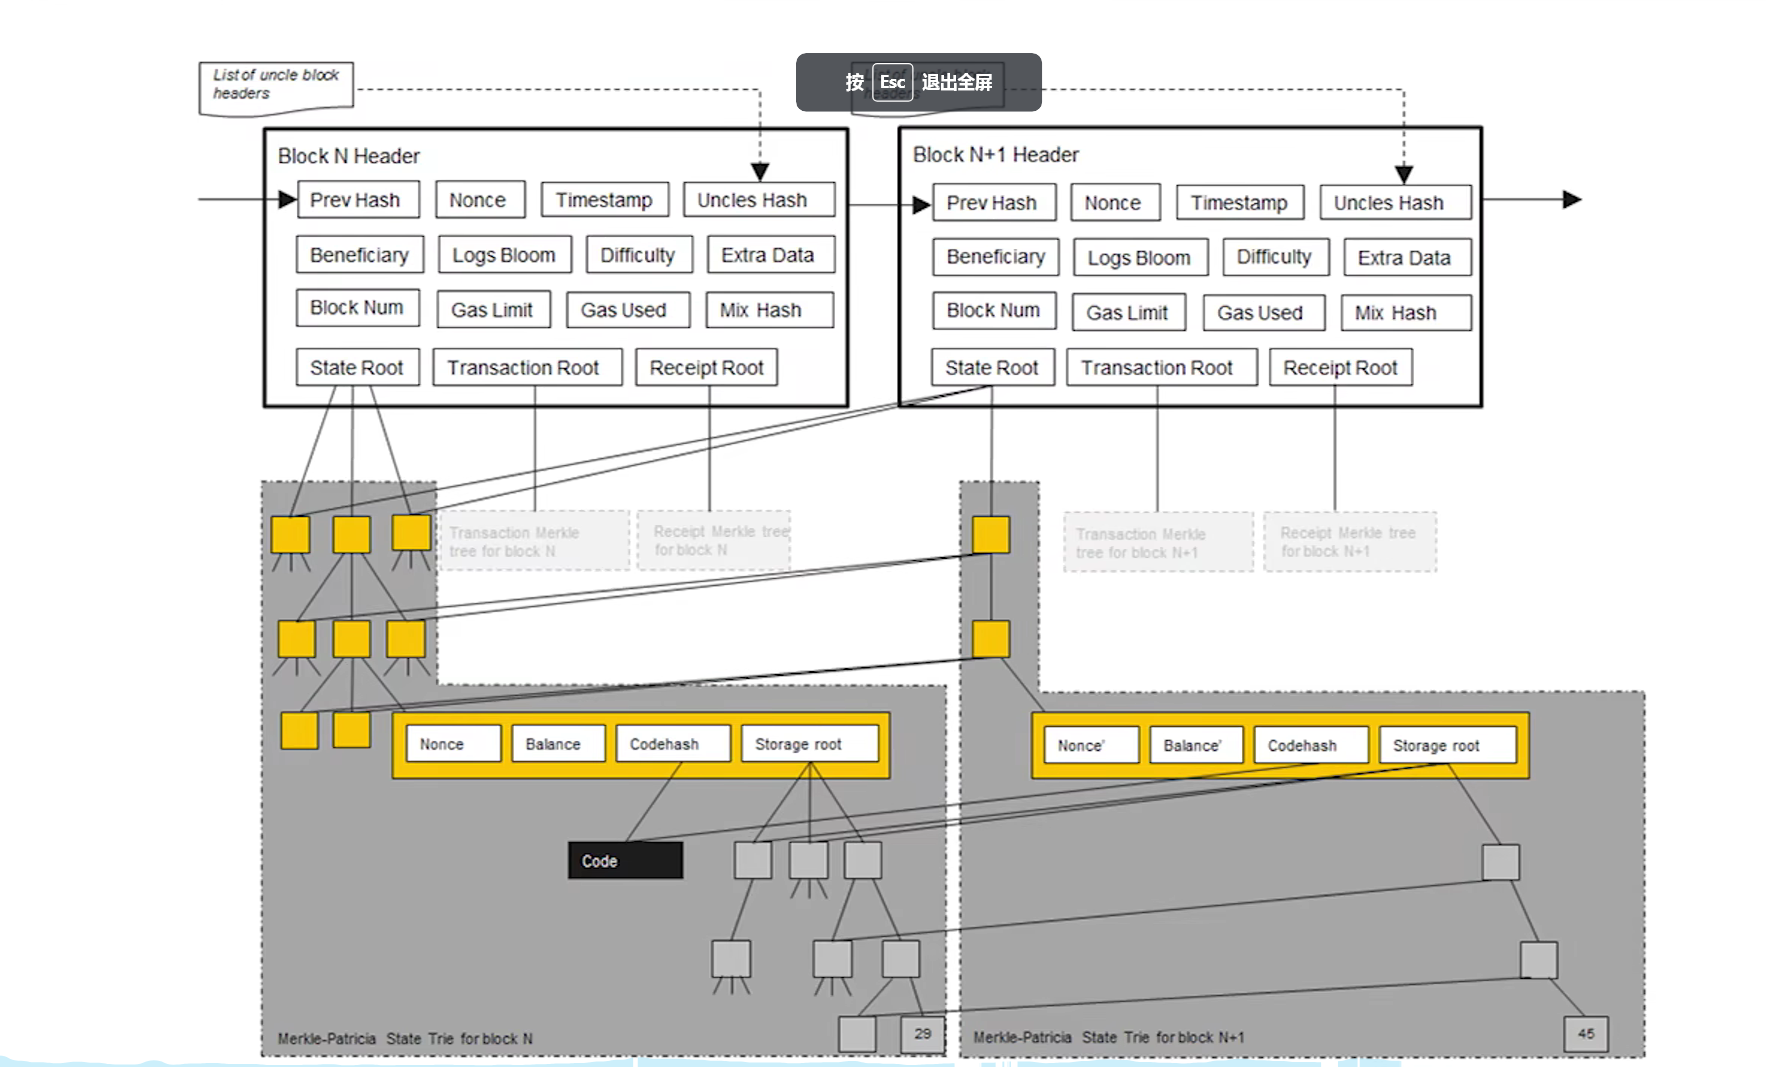 List of uncle block
headers
按 Esc 退出全屏
Block N Header
Prev Hash
Nonce
Timestamp
Uncles Hash
Beneficiary
Logs Bloom
Difficulty
Extra Data
Block Num
Gas Limit
Gas Used
Mix Hash
State Root
Transaction Root
Receipt Root
Block N+1 Header
Prev Hash
Nonce
Timestamp
Uncles Hash
Beneficiary
Logs Bloom
Difficulty
Extra Data
Block Num
Gas Limit
Gas Used
Mix Hash
State Root
Transaction Root
Receipt Root
Transaction Merkle
tree for block N
Receipt Merkle tree
for block N
Transaction Merkle
tree for block N+1
Receipt Merkle tree
for block N+1
Nonce
Balance
Codehash
Storage root
Nonce'
Balance'
Codehash
Storage root
Code
29
45
Merkle-Patricia State Trie for block N
Merkle-Patricia State Trie for block N+1